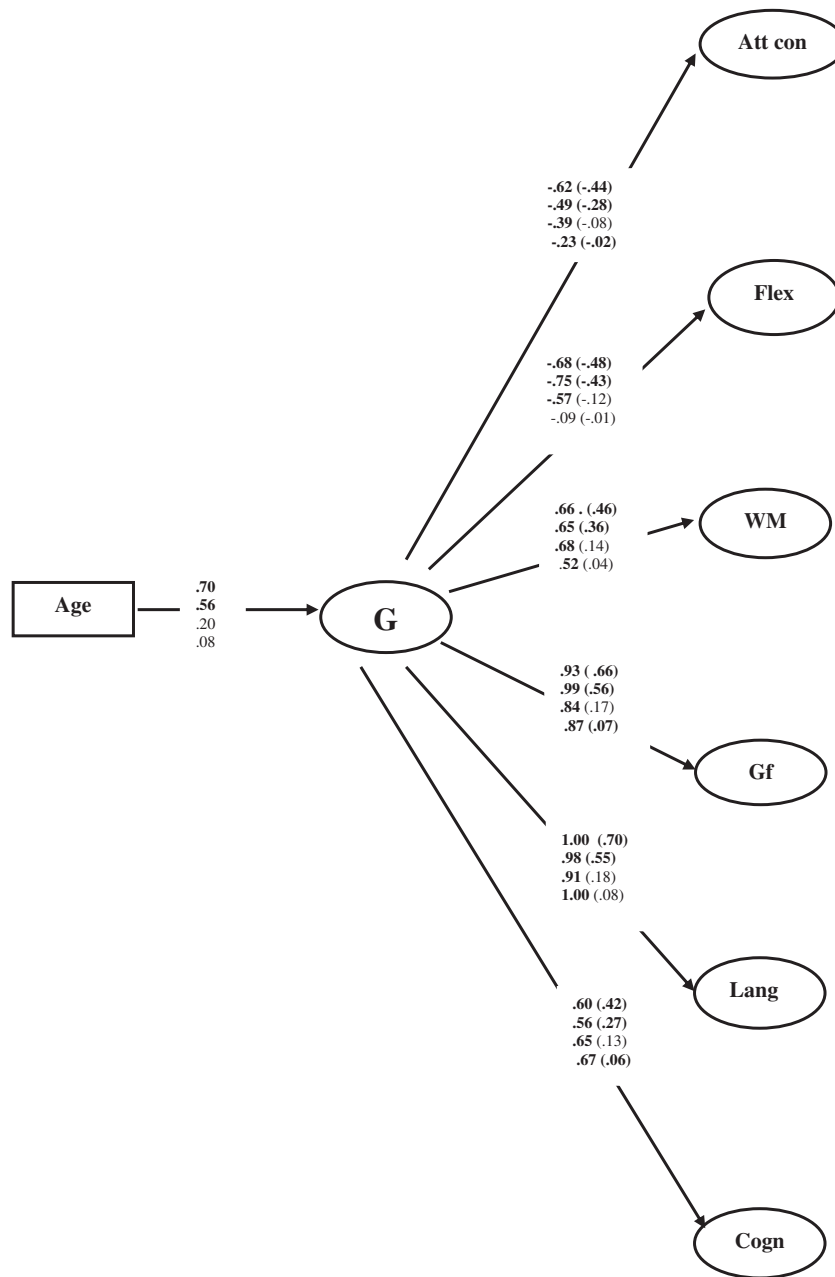 Att con
-.62 (-.44)
-.49 (-.28)
-.39 (-.08)
-.23 (-.02)
Flex
-.68 (-.48)
-.75 (-.43)
-.57 (-.12)
-.09 (-.01)
.66 . (.46)
.65 (.36)
.68 (.14)
.52 (.04)
WM
Age
.70
.56
.20
.08
G
.93 ( .66)
.99 (.56)
.84 (.17)
.87 (.07)
Gf
1.00 (.70)
.98 (.55)
.91 (.18)
1.00 (.08)
Lang
.60 (.42)
.56 (.27)
.65 (.13)
.67 (.06)
Cogn